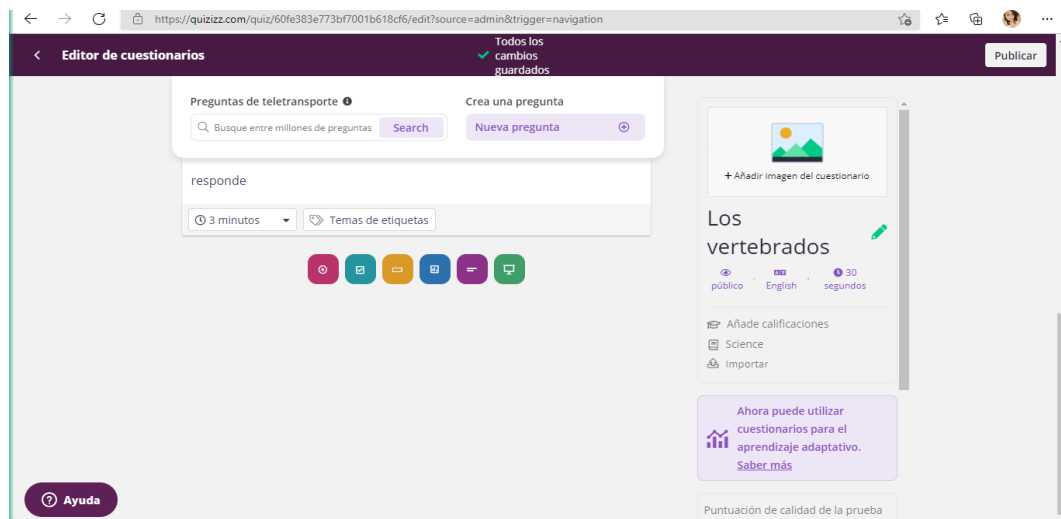 https://quizizz.com/quiz/60fe383e773bf7001b618cf6/edit?source=admin&trigger=navigation
Editor de cuestionarios
Todos los
cambios
guardados
Publicar
Preguntas de teletransporte
Crea una pregunta
Busque entre millones de preguntas
Search
Nueva pregunta
responde
3 minutos
Temas de etiquetas
+ Añadir imagen del cuestionario
Los
vertebrados
público
English
30
segundos
Añade calificaciones
Science
Importar
Ahora puede utilizar
cuestionarios para el
aprendizaje adaptativo.
Saber más
Puntuación de calidad de la prueba
Ayuda